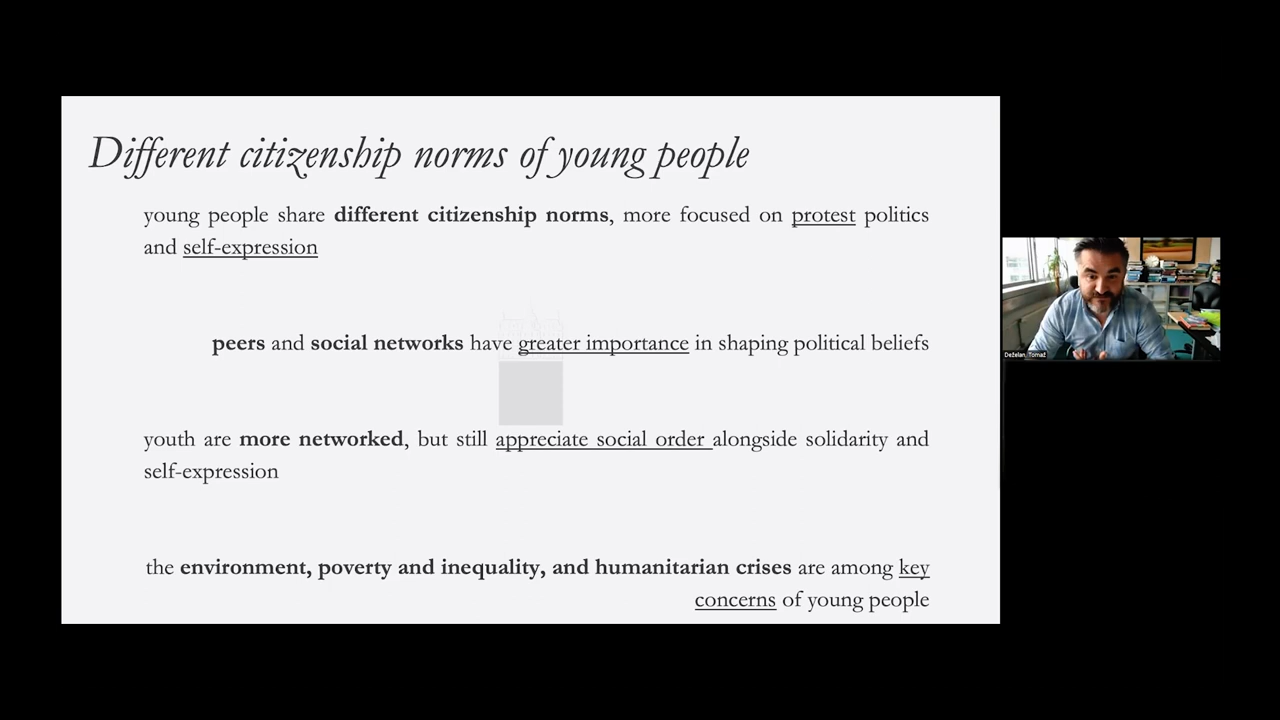 Different citizenship norms of young people
young people share different citizenship norms, more focused on protest politics
and self-expression
peers and social networks have greater importance in shaping political beliefs
youth are more networked, but still appreciate social order alongside solidarity and
self-expression
the environment, poverty and inequality, and humanitarian crises are among key
concerns of young people
Deželan, Tomaž